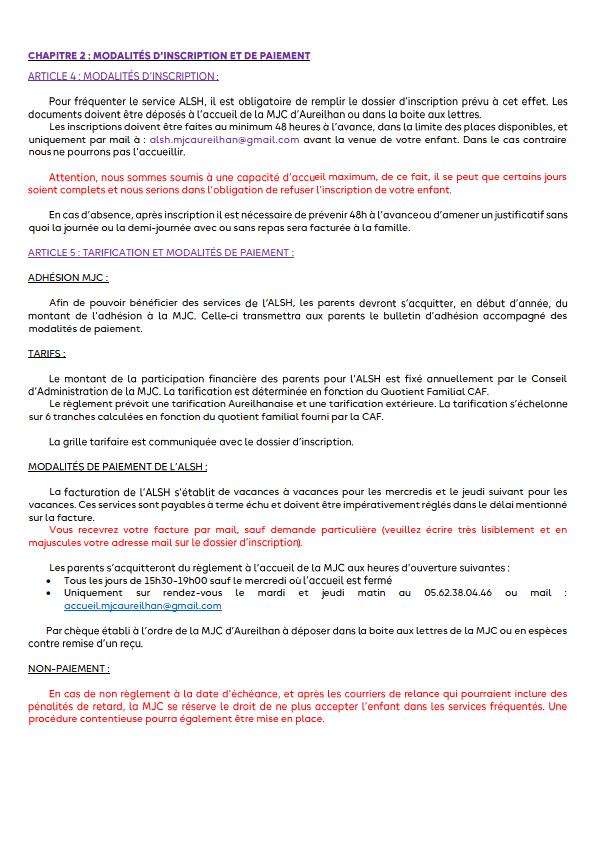 CHAPITRE 2 : MODALITÉS D'INSCRIPTION ET DE PAIEMENT
ARTICLE 4 : MODALITÉS D'INSCRIPTION :
Pour fréquenter le service ALSH, il est obligatoire de remplir le dossier d'inscription prévu à cet effet. Les
documents doivent être déposés à l'accueil de la MJC d'Aureilhan ou dans la boite aux lettres.
Les inscriptions doivent être faites au minimum 48 heures à l'avance, dans la limite des places disponibles, et
uniquement par mail à : alsh.mjcaureilhan@gmail.com avant la venue de votre enfant. Dans le cas contraire
nous ne pourrons pas l'accueillir.
Attention, nous sommes soumis à une capacité d'accueil maximum, de ce fait, il se peut que certains jours
soient complets et nous serions dans l'obligation de refuser l'inscription de votre enfant.
En cas d'absence, après inscription il est nécessaire de prévenir 48h à l'avance ou d'amener un justificatif sans
quoi la journée ou la demi-journée avec ou sans repas sera facturée à la famille.
ARTICLE 5 : TARIFICATION ET MODALITÉS DE PAIEMENT :
ADHÉSION MJC :
Afin de pouvoir bénéficier des services de l'ALSH, les parents devront s'acquitter, en début d'année, du
montant de l'adhésion à la MJC. Celle-ci transmettra aux parents le bulletin d'adhésion accompagné des
modalités de paiement.
TARIFS :
Le montant de la participation financière des parents pour l'ALSH est fixé annuellement par le Conseil
d'Administration de la MJC. La tarification est déterminée en fonction du Quotient Familial CAF.
Le règlement prévoit une tarification Aureilhanaise et une tarification extérieure. La tarification s'échelonne
sur 6 tranches calculées en fonction du quotient familial fourni par la CAF.
La grille tarifaire est communiquée avec le dossier d'inscription.
MODALITÉS DE PAIEMENT DE L'ALSH :
La facturation de l'ALSH s'établit de vacances à vacances pour les mercredis et le jeudi suivant pour les
vacances. Ces services sont payables à terme échu et doivent être impérativement réglés dans le délai mentionné
sur la facture.
Vous recevrez votre facture par mail, sauf demande particulière (veuillez écrire très lisiblement et en
majuscules votre adresse mail sur le dossier d'inscription).
Les parents s'acquitteront du règlement à l'accueil de la MJC aux heures d'ouverture suivantes :
• Tous les jours de 15h30-19h00 sauf le mercredi où l'accueil est fermé
• Uniquement sur rendez-vous le mardi et jeudi matin au 05.62.38.04.46 ou mail :
accueil.mjcaureilhan@gmail.com
Par chèque établi à l'ordre de la MJC d'Aureilhan à déposer dans la boite aux lettres de la MJC ou en espèces
contre remise d'un reçu.
NON-PAIEMENT :
En cas de non règlement à la date d'échéance, et après les courriers de relance qui pourraient inclure des
pénalités de retard, la MJC se réserve le droit de ne plus accepter l'enfant dans les services fréquentés. Une
procédure contentieuse pourra également être mise en place.